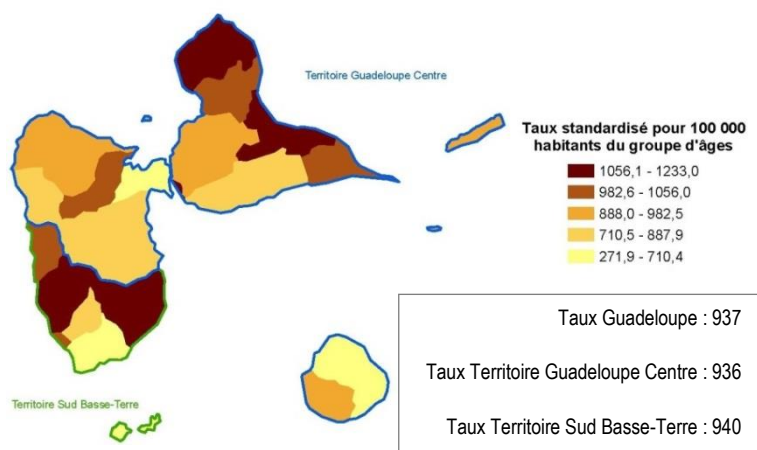 Territoire Guadeloupe Centre
Taux standardisé pour 100 000
habitants du groupe d'âges
1056,1 - 1233,0
982,6 - 1056,0
888,0 - 982,5
710,5 - 887,9
271,9 - 710,4
Taux Guadeloupe : 937
Taux Territoire Guadeloupe Centre : 936
Taux Territoire Sud Basse-Terre : 940
Territoire Sud Basse-Terre